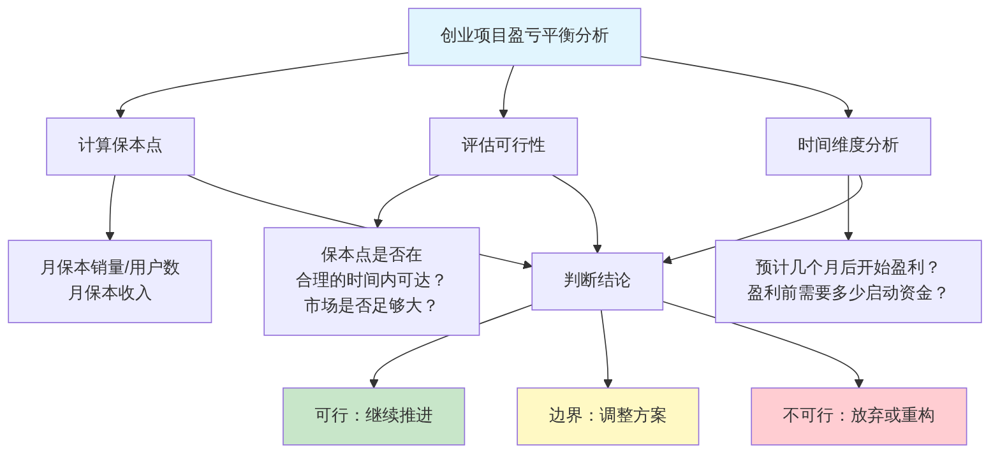 创业项目盈亏平衡分析
计算保本点
评估可行性
时间维度分析
月保本销量/用户数
月保本收入
保本点是否在
合理的时间内可达？
市场是否足够大？
判断结论
预计几个月后开始盈利？
盈利前需要多少启动资金？
可行：继续推进
边界：调整方案
不可行：放弃或重构